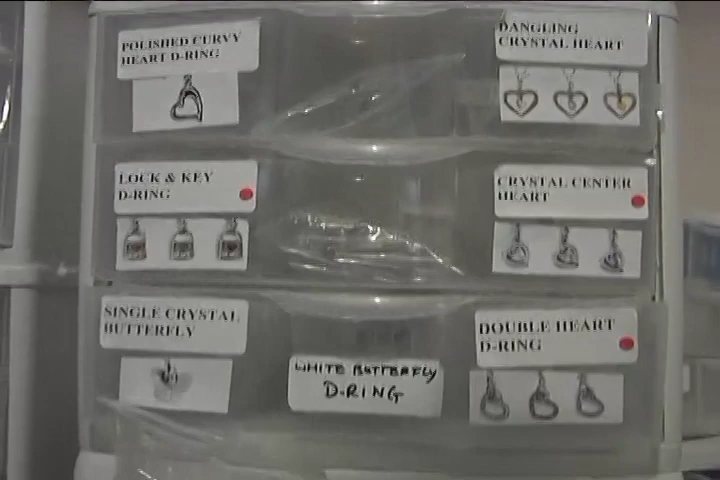 POLISHED CURVY
HEART D-RING
DANGLING
CRYSTAL HEART
LOCK & KEY
D-RING
CRYSTAL CENTER
HEART
SINGLE CRYSTAL
BUTTERFLY
WHITE BUTTERFLY
D-RING
DOUBLE HEART
D-RING